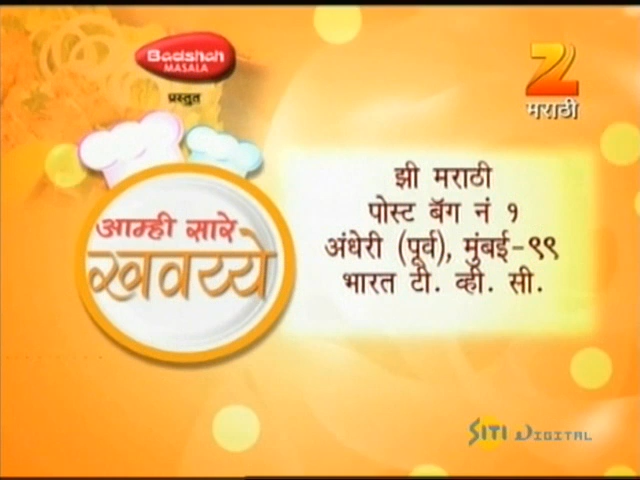 Badshah
MASALA
प्रस्तुत
मराठी
आम्ही सारे
खवय्ये
झी मराठी
पोस्ट बॅग नं १
अंधेरी (पूर्व), मुंबई-९९
भारत टी. व्ही. सी.
SITI DIGITAL